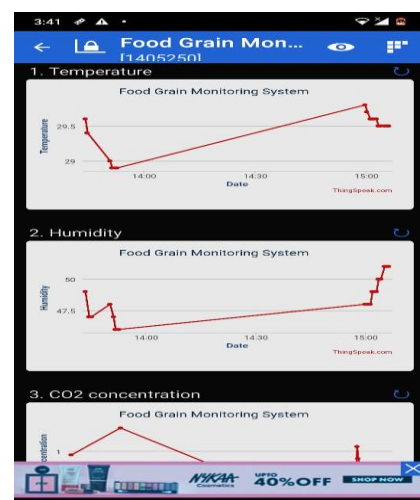 3:41
Food Grain Mon...
[1405250]
1. Temperature
Food Grain Monitoring System
Temperature
29.5
29
14:00 14:30 15:00
Date
ThingSpeak.com
2. Humidity
Food Grain Monitoring System
Humidity
50
47.5
14:00 14:30 15:00
Date
ThingSpeak.com
3. CO2 concentration
Food Grain Monitoring System
centration
1
NYKAA
Cosmetics
UPTO
40%OFF
SHOP NOW